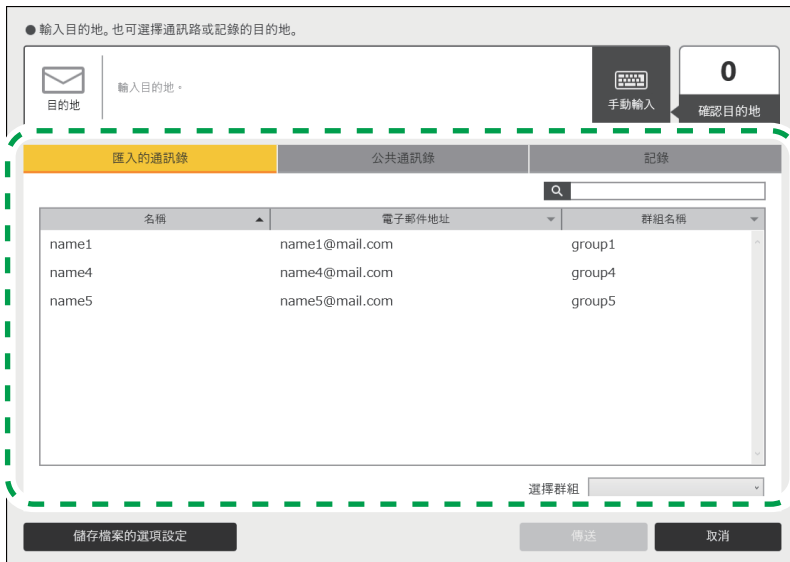 ●輸入目的地。也可選擇通訊路或記錄的目的地。
目的地
輸入目的地。
手動輸入
0
確認目的地
匯入的通訊錄 公共通訊錄 記錄
名稱 電子郵件地址 群組名稱
name1 name1@mail.com group1
name4 name4@mail.com group4
name5 name5@mail.com group5
選擇群組
儲存檔案的選項設定 傳送 取消